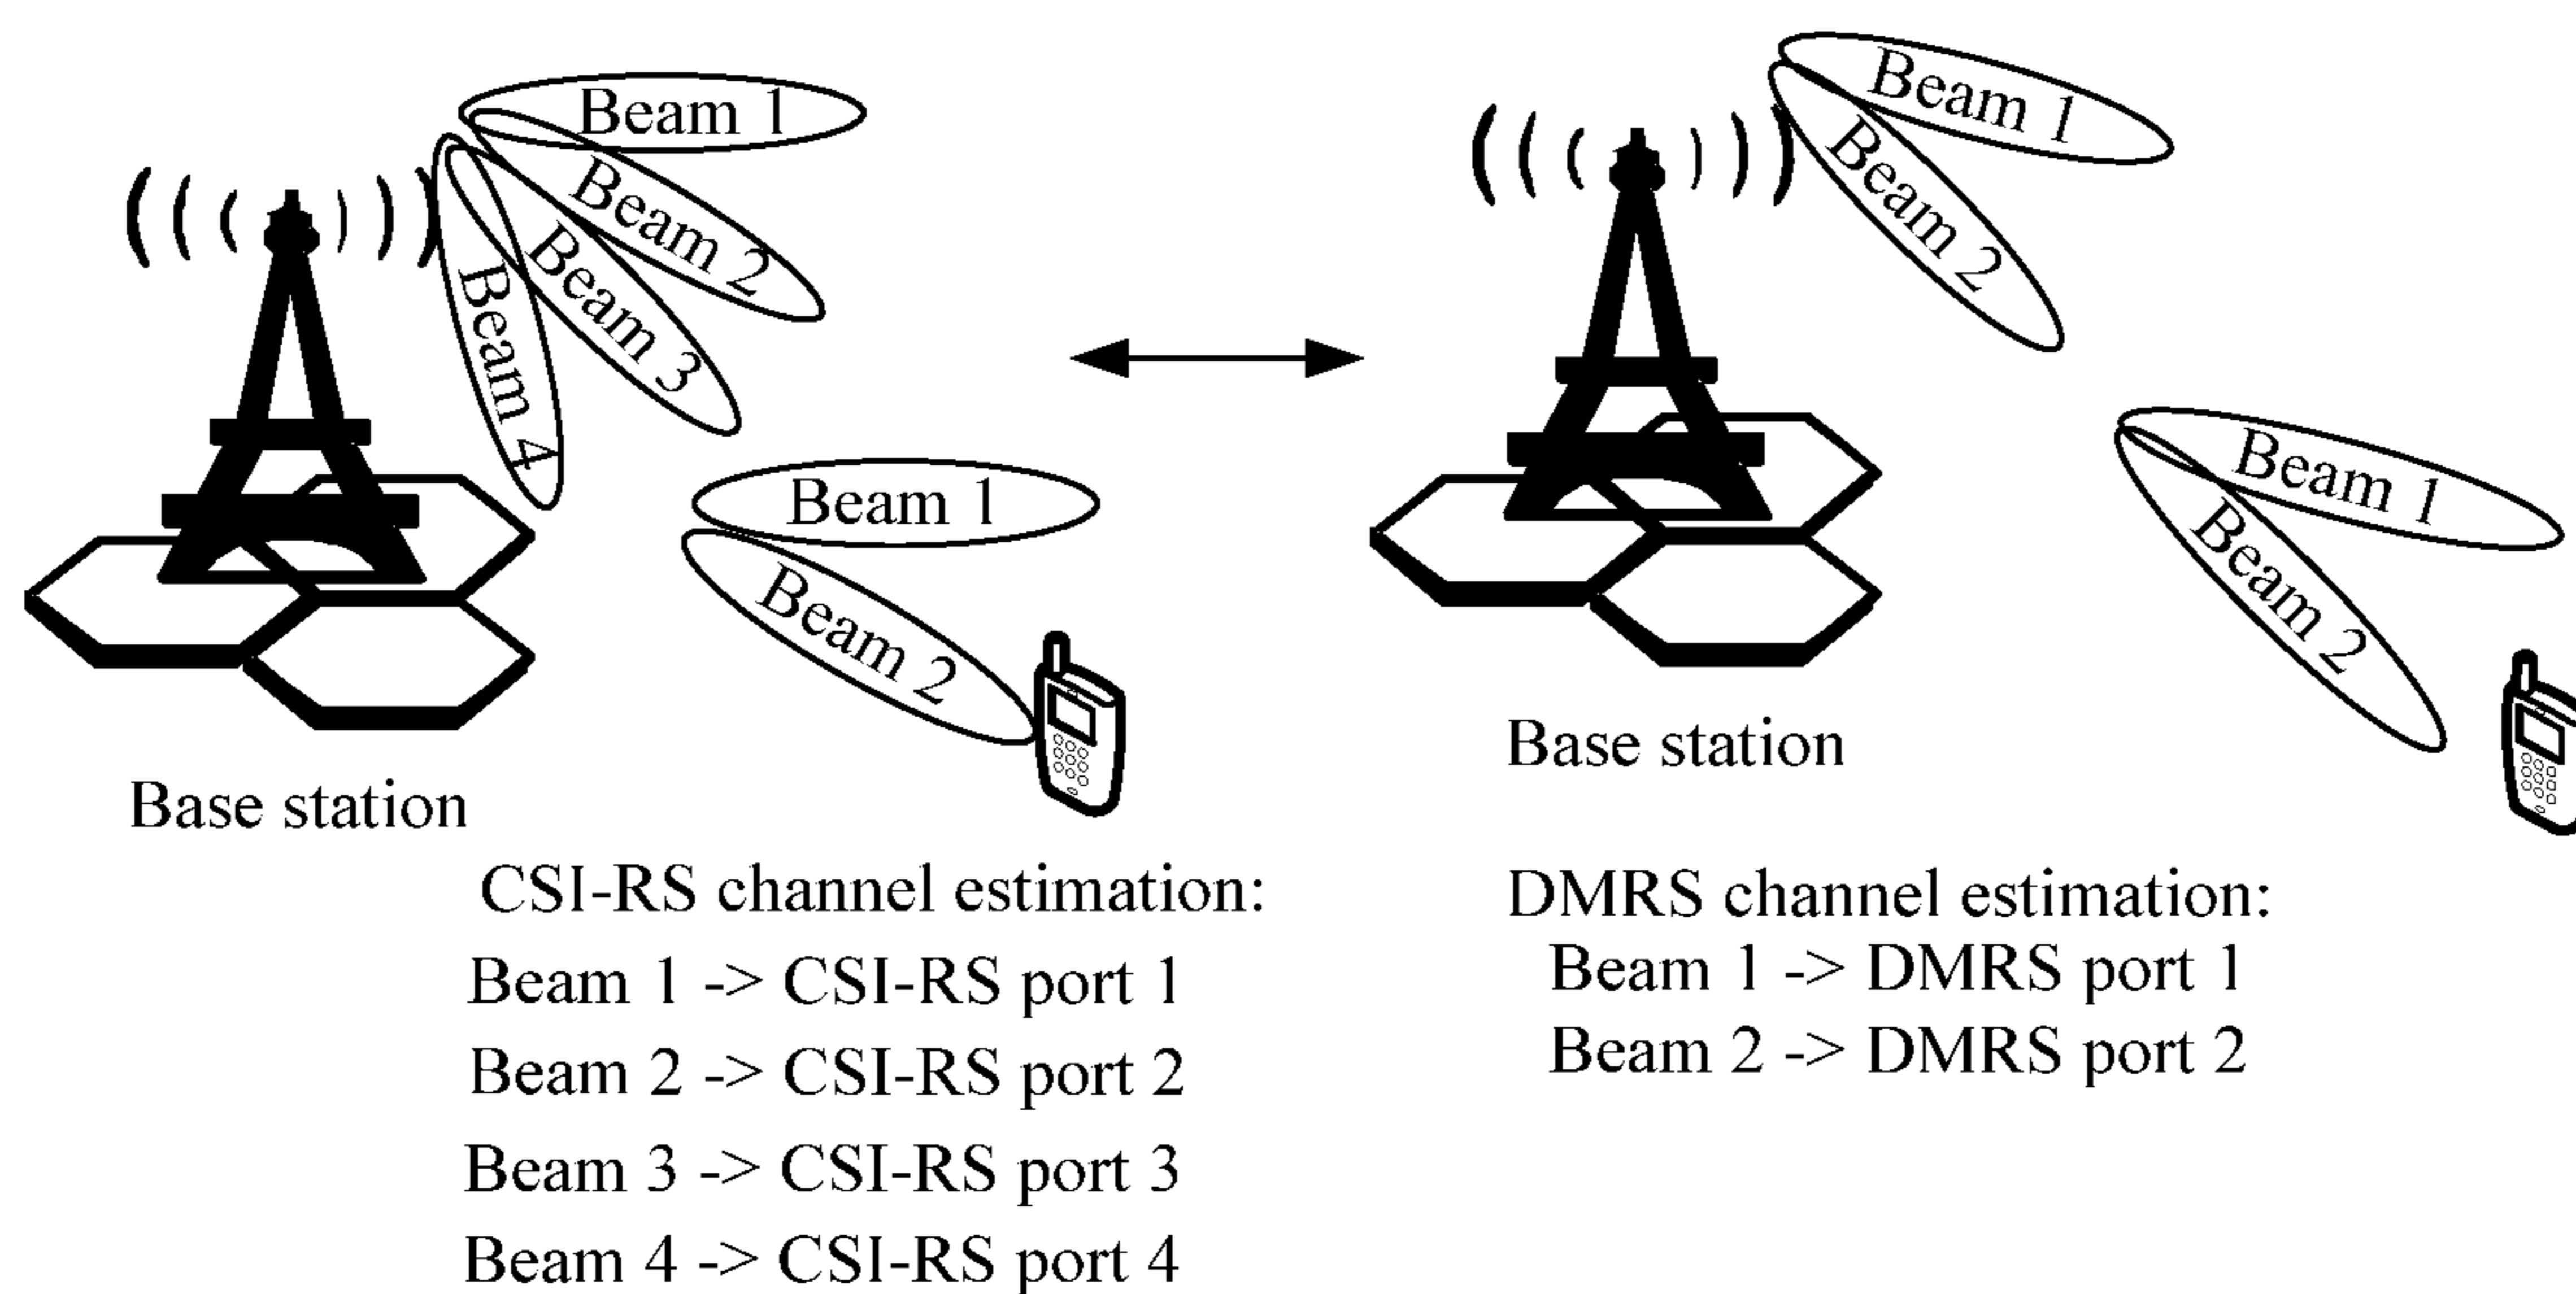 Beam 1
Beam 2
Beam 3
Beam 4
Beam 1
Beam 2
Base station
CSI-RS channel estimation:
Beam 1 -> CSI-RS port 1
Beam 2 -> CSI-RS port 2
Beam 3 -> CSI-RS port 3
Beam 4 -> CSI-RS port 4
Beam 1
Beam 2
Beam 1
Beam 2
Base station
DMRS channel estimation:
Beam 1 -> DMRS port 1
Beam 2 -> DMRS port 2